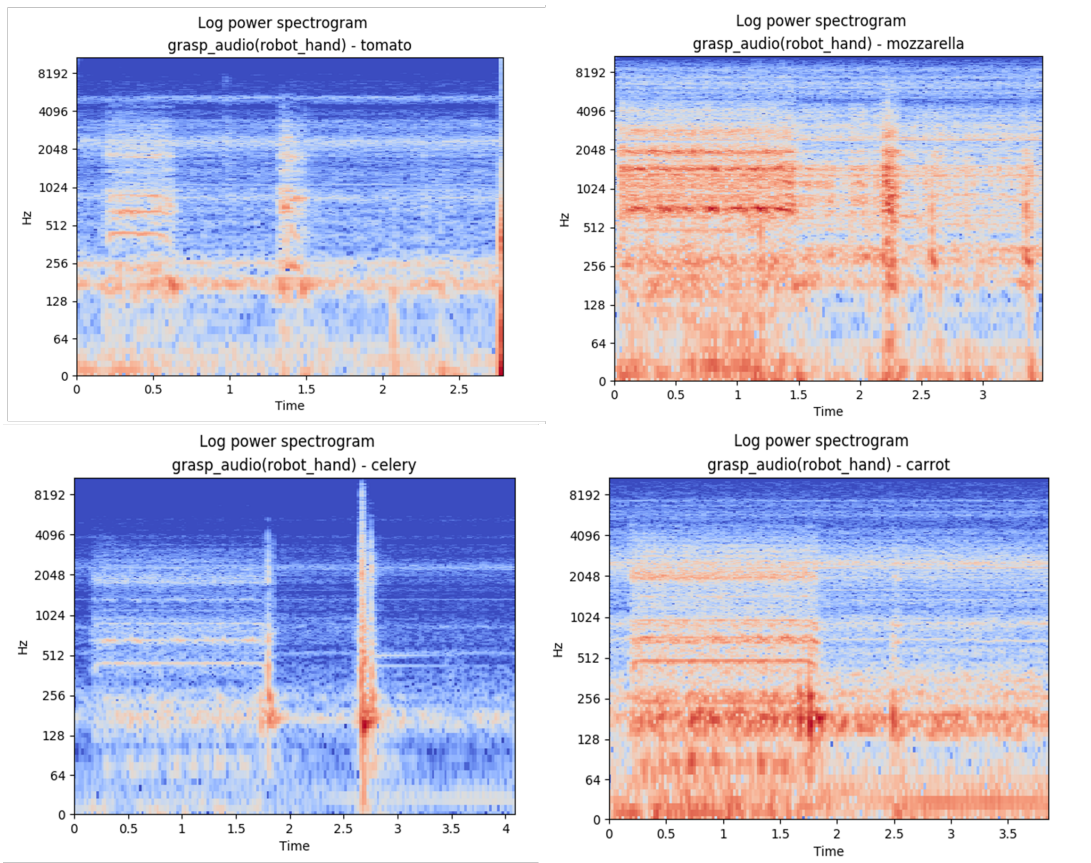 Log power spectrogram
grasp_audio(robot_hand) - tomato
8192
4096
2048
1024
512
256
128
64
0
Hz
0 0.5 1 1.5 2 2.5
Time
Log power spectrogram
grasp_audio(robot_hand) - mozzarella
8192
4096
2048
1024
512
256
128
64
0
Hz
0 0.5 1 1.5 2 2.5 3
Time
Log power spectrogram
grasp_audio(robot_hand) - celery
8192
4096
2048
1024
512
256
128
64
0
Hz
0 0.5 1 1.5 2 2.5 3 3.5 4
Time
Log power spectrogram
grasp_audio(robot_hand) - carrot
8192
4096
2048
1024
512
256
128
64
0
Hz
0 0.5 1 1.5 2 2.5 3 3.5
Time